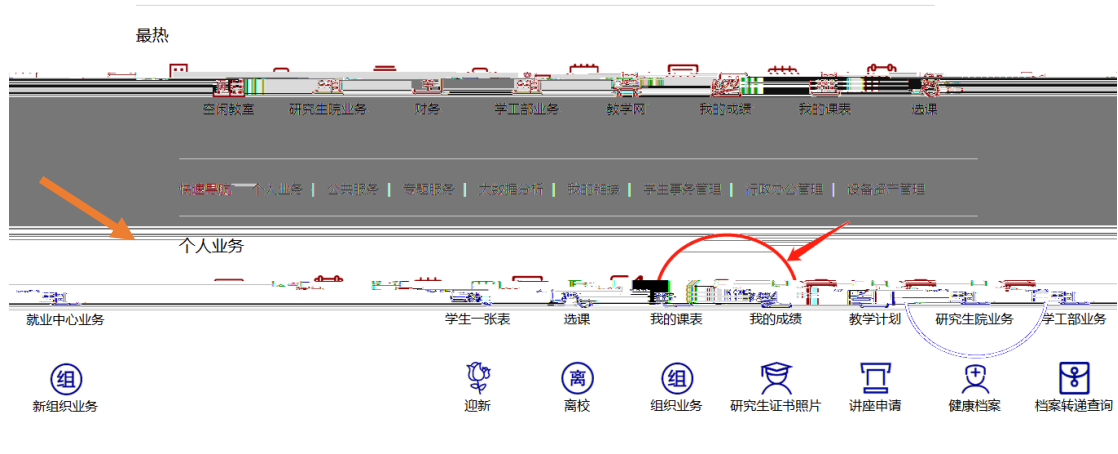 最热
空闲教室 研究生院业务 财务 学工部业务 教学网 我的成绩 我的课表 选课
快速导航 个人业务 | 公共服务 | 专题服务 | 大数据分析 | 我的链接 | 学生事务管理 | 行政办公管理 | 设备资产管理
个人业务
就业中心业务 学生一张表 选课 我的课表 我的成绩 教学计划 研究生院业务 学工部业务
组 离 组
新组织业务 迎新 离校 组织业务 研究生证书照片 讲座申请 健康档案 档案转递查询